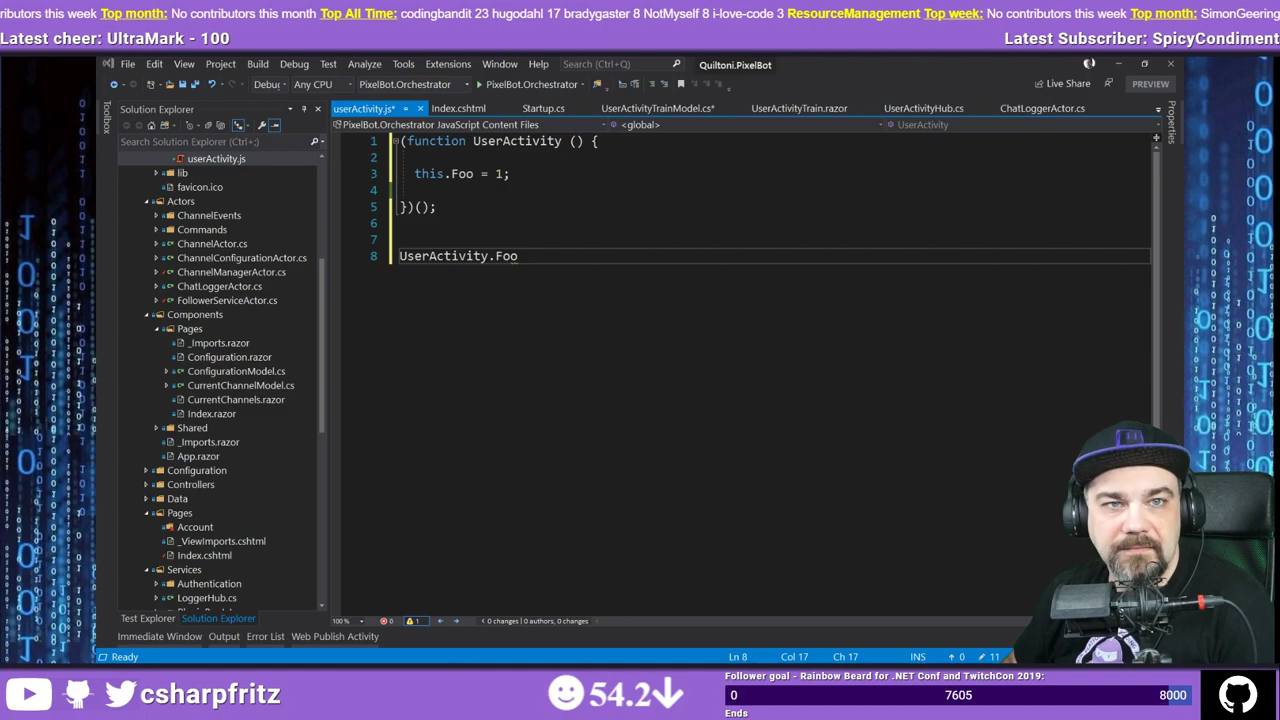 ributors this week Top month: No contributors this month Top All Time: codingbandit 23 hugodahl 17 bradygaster 8 NotMyself 8 i-love-code 3 ResourceManagement Top week: No contributors this week Top month: SimonGeering
Latest cheer: UltraMark - 100
Latest Subscriber: SpicyCondiment
File Edit View Project Build Debug Test Analyze Tools Extensions Window Help Search (Ctrl+Q) Quiltoni.PixelBot
Debug Any CPU PixelBot.Orchestrator PixelBot.Orchestrator Live Share PREVIEW
Toolbox
Solution Explorer
userActivity.js* Index.cshtml Startup.cs UserActivityTrainModel.cs* UserActivityTrain.razor UserActivityHub.cs ChatLoggerActor.cs
Properties
PixelBot.Orchestrator JavaScript Content Files <global> UserActivity
Search Solution Explorer (Ctrl+;)
userActivity.js
lib
favicon.ico
Actors
ChannelEvents
Commands
ChannelActor.cs
ChannelConfigurationActor.cs
ChannelManagerActor.cs
ChatLoggerActor.cs
FollowerServiceActor.cs
Components
Pages
_Imports.razor
Configuration.razor
ConfigurationModel.cs
CurrentChannelModel.cs
CurrentChannels.razor
Index.razor
Shared
_Imports.razor
App.razor
Configuration
Controllers
Data
Pages
Account
_ViewImports.cshtml
Index.cshtml
Services
Authentication
LoggerHub.cs
1 (function UserActivity () {
2
3 this.Foo = 1;
4
5 })();
6
7
8 UserActivity.Foo
Test Explorer Solution Explorer
100 % 0 1 0 changes | 0 authors, 0 changes
Immediate Window Output Error List Web Publish Activity
Ready Ln 8 Col 17 Ch 17 INS 0 11
csharpfritz
54.2
Follower goal - Rainbow Beard for .NET Conf and TwitchCon 2019:
0 7605 8000
Ends